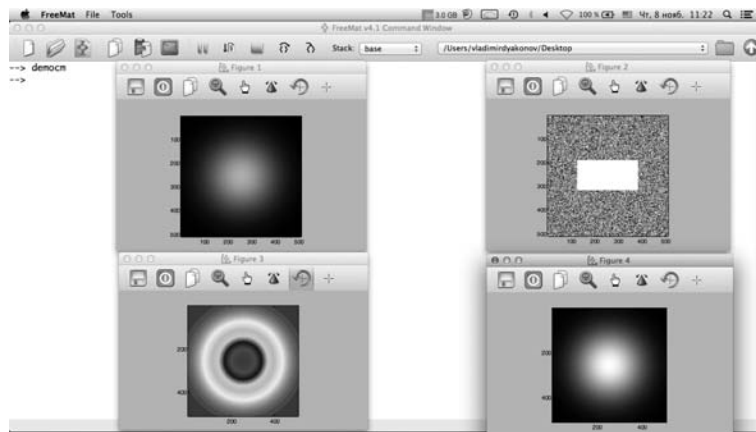 FreeMat File Tools 3.0 GB 100 % Чт, 8 нояб. 11:22
FreeMat v4.1 Command Window
Stack: base /Users/vladimirdyakonov/Desktop
--> democm
-->
Figure 1
100
200
300
400
500
100 200 300 400 500
Figure 2
100
200
300
400
500
100 200 300 400 500
Figure 3
200
400
200 400
Figure 4
200
400
200 400